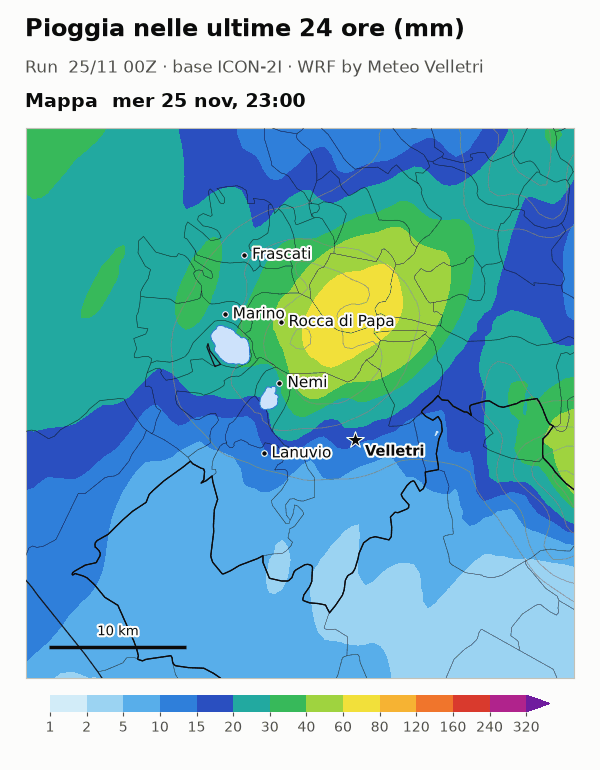 Pioggia nelle ultime 24 ore (mm)
Run 25/11 00Z · base ICON-2I · WRF by Meteo Velletri
Mappa mer 25 nov, 23:00
Frascati
Marino
Rocca di Papa
Nemi
Velletri
Lanuvio
10 km
1 2 5 10 15 20 30 40 60 80 120 160 240 320